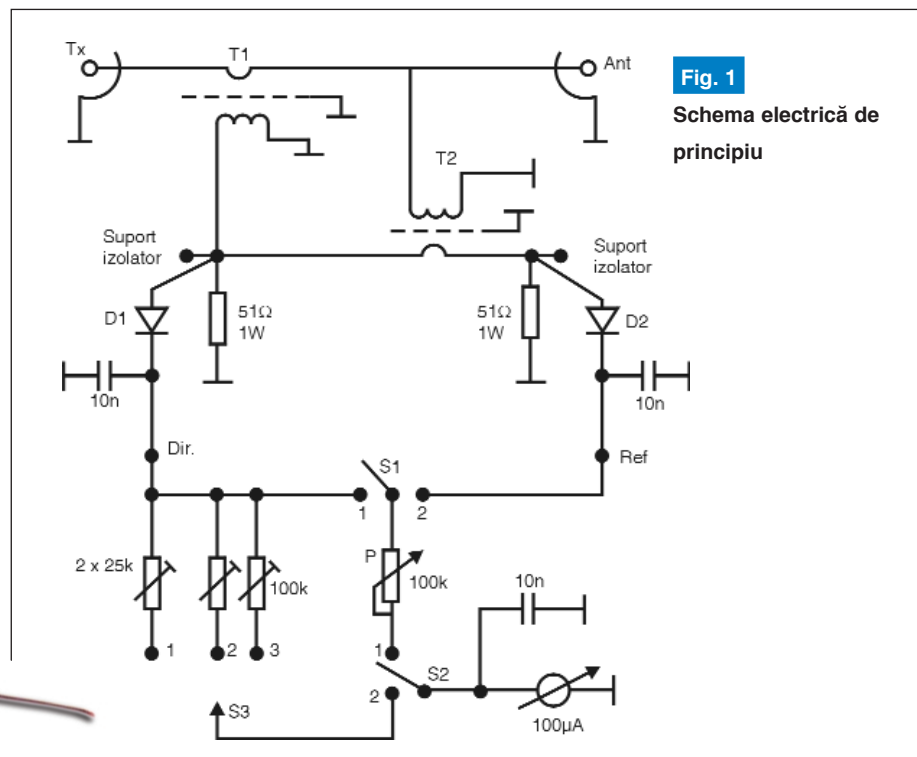 Tx
T1
Ant
Fig. 1
Schema electrică de
principiu
T2
Suport
izolator
Suport
izolator
D1
51Ω
1W
51Ω
1W
D2
10n
10n
Dir.
S1
Ref
1
2
2 x 25k
100k
P
100k
10n
1
2
3
1
S2
2
S3
100µA